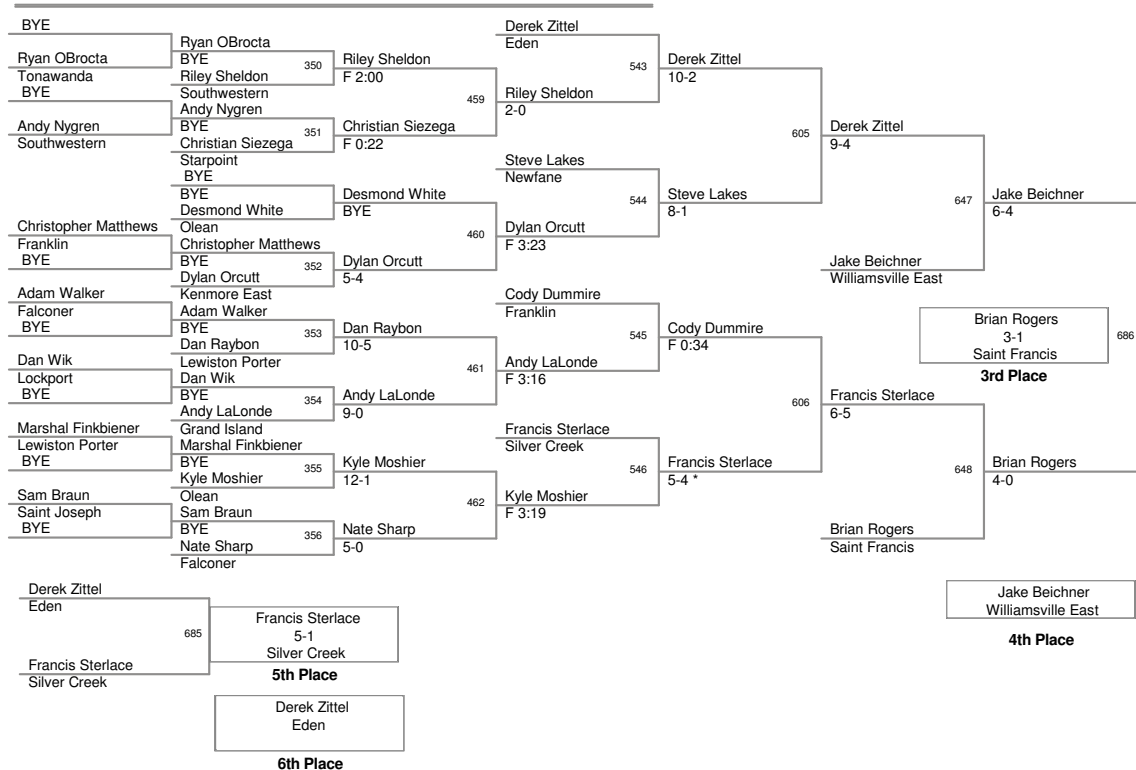 BYE
Ryan OBrocta
Tonawanda
BYE
Andy Nygren
Southwestern
Christopher Matthews
Franklin
BYE
Adam Walker
Falconer
BYE
Dan Wik
Lockport
BYE
Marshal Finkbiener
Lewiston Porter
BYE
Sam Braun
Saint Joseph
BYE
Ryan OBrocta
BYE
350
Riley Sheldon
Southwestern
Andy Nygren
BYE
351
Christian Siezega
Starpoint
BYE
BYE
Desmond White
Olean
Christopher Matthews
BYE
352
Dylan Orcutt
Kenmore East
Adam Walker
BYE
353
Dan Raybon
Lewiston Porter
Dan Wik
BYE
354
Andy LaLonde
Grand Island
Marshal Finkbiener
BYE
355
Kyle Moshier
Olean
Sam Braun
BYE
356
Nate Sharp
Falconer
Riley Sheldon
F 2:00
459
Christian Siezega
F 0:22
Desmond White
BYE
460
Dylan Orcutt
5-4
Dan Raybon
10-5
461
Andy LaLonde
9-0
Kyle Moshier
12-1
462
Nate Sharp
5-0
Derek Zittel
Eden
543
Riley Sheldon
2-0
Steve Lakes
Newfane
544
Dylan Orcutt
F 3:23
Cody Dummire
Franklin
545
Andy LaLonde
F 3:16
Francis Sterlace
Silver Creek
546
Kyle Moshier
F 3:19
Derek Zittel
10-2
605
Steve Lakes
8-1
Cody Dummire
F 0:34
606
Francis Sterlace
5-4 *
Derek Zittel
9-4
647
Jake Beichner
Williamsville East
Francis Sterlace
6-5
648
Brian Rogers
Saint Francis
Jake Beichner
6-4
Brian Rogers
3-1
Saint Francis
686
3rd Place
Brian Rogers
4-0
Jake Beichner
Williamsville East
4th Place
Derek Zittel
Eden
685
Francis Sterlace
Silver Creek
Francis Sterlace
5-1
Silver Creek
5th Place
Derek Zittel
Eden
6th Place